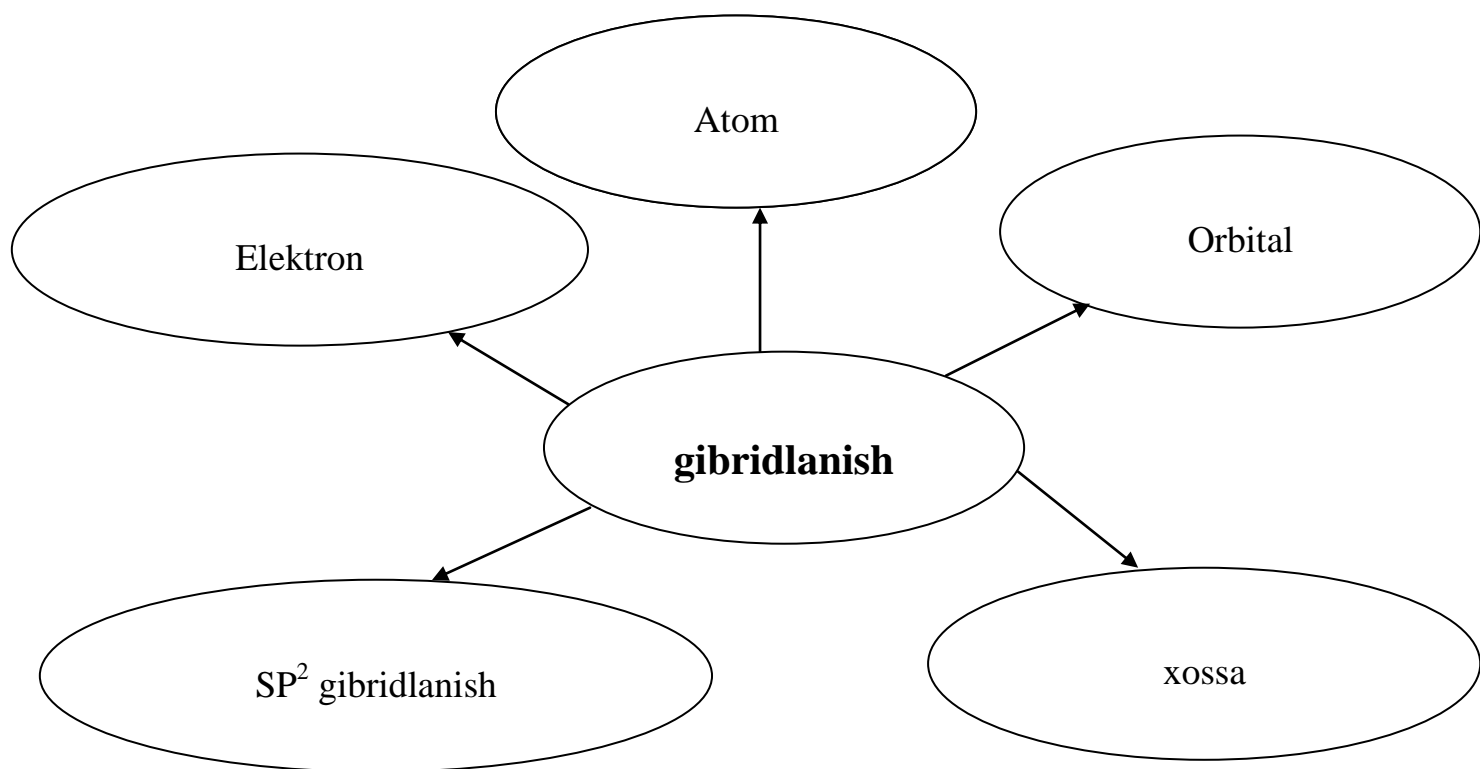 Atom
Elektron
Orbital
gibridlanish
SP² gibridlanish
xossa